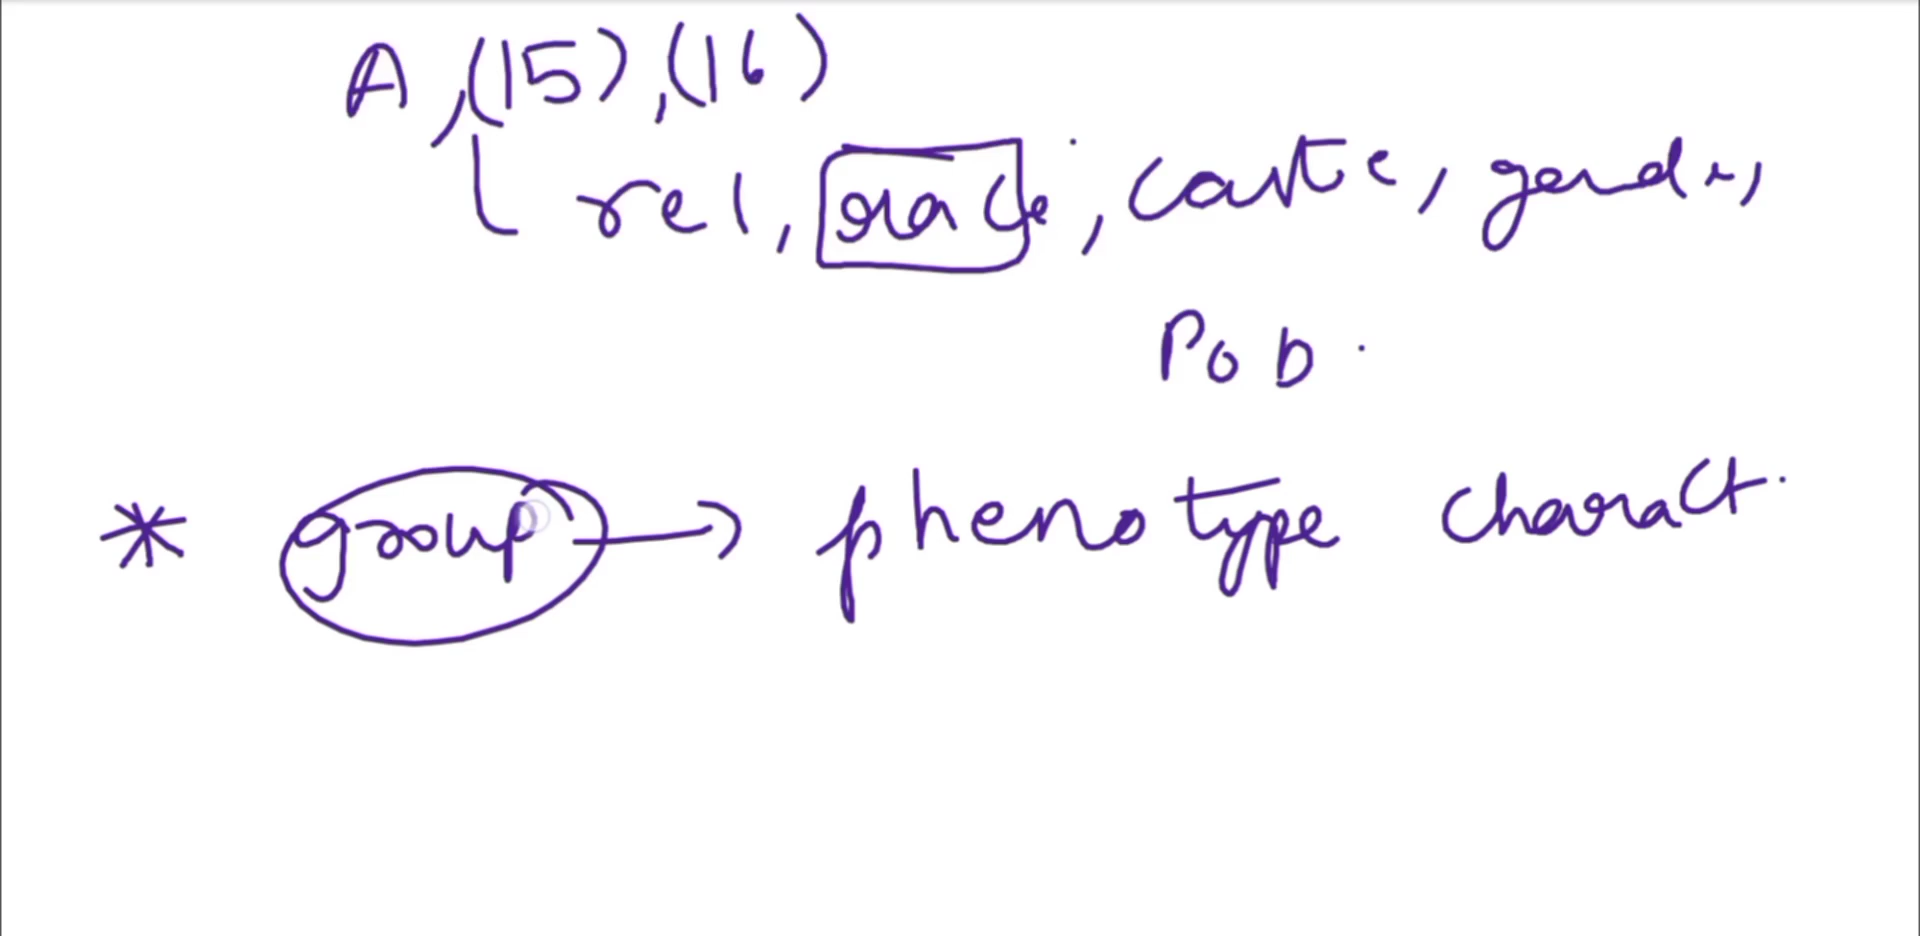 A, (15), (16)
rel, race, caste, gender,
Pob.
* group → phenotype charact.